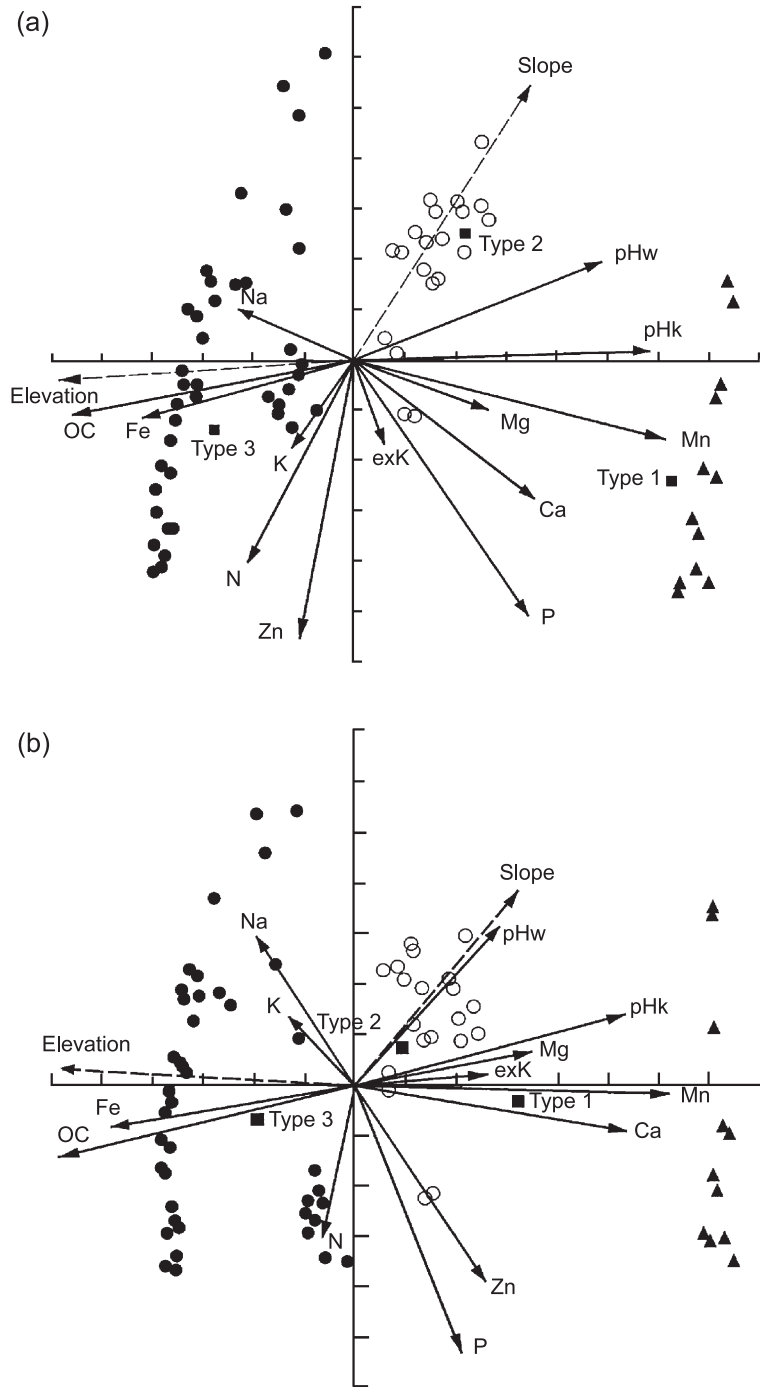 (a)
Slope
Type 2
pHw
Na
pHk
Elevation
OC
Fe
Type 3
K
exK
Mg
Mn
Type 1
Ca
N
Zn
P
(b)
Slope
Na
pHw
K
Type 2
pHk
Elevation
Mg
exK
Fe
Type 3
Type 1
Mn
OC
Ca
N
Zn
P